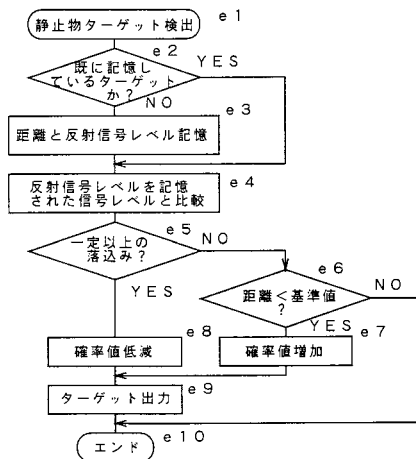 静止物ターゲット検出
e1
e2
既に記憶し
ているターゲット
か?
YES
NO
e3
距離と反射信号レベル記憶
e4
反射信号レベルを記憶
された信号レベルと比較
e5
一定以上の
落込み?
NO
YES
e6
距離<基準値
?
NO
YES
e7
確率値増加
e8
確率値低減
e9
ターゲット出力
e10
エンド